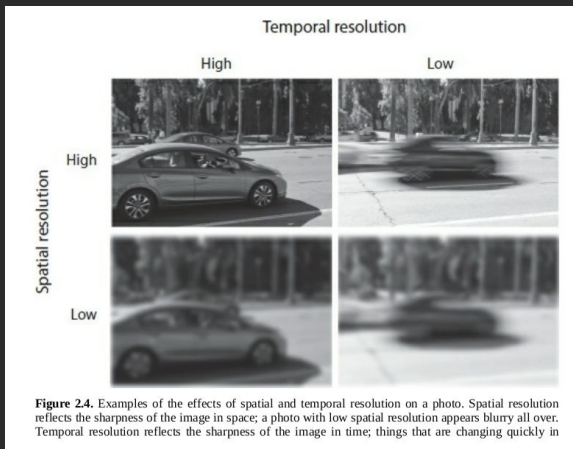 Temporal resolution
High
Low
Spatial resolution
High
Low
Figure 2.4. Examples of the effects of spatial and temporal resolution on a photo. Spatial resolution
reflects the sharpness of the image in space; a photo with low spatial resolution appears blurry all over.
Temporal resolution reflects the sharpness of the image in time; things that are changing quickly in